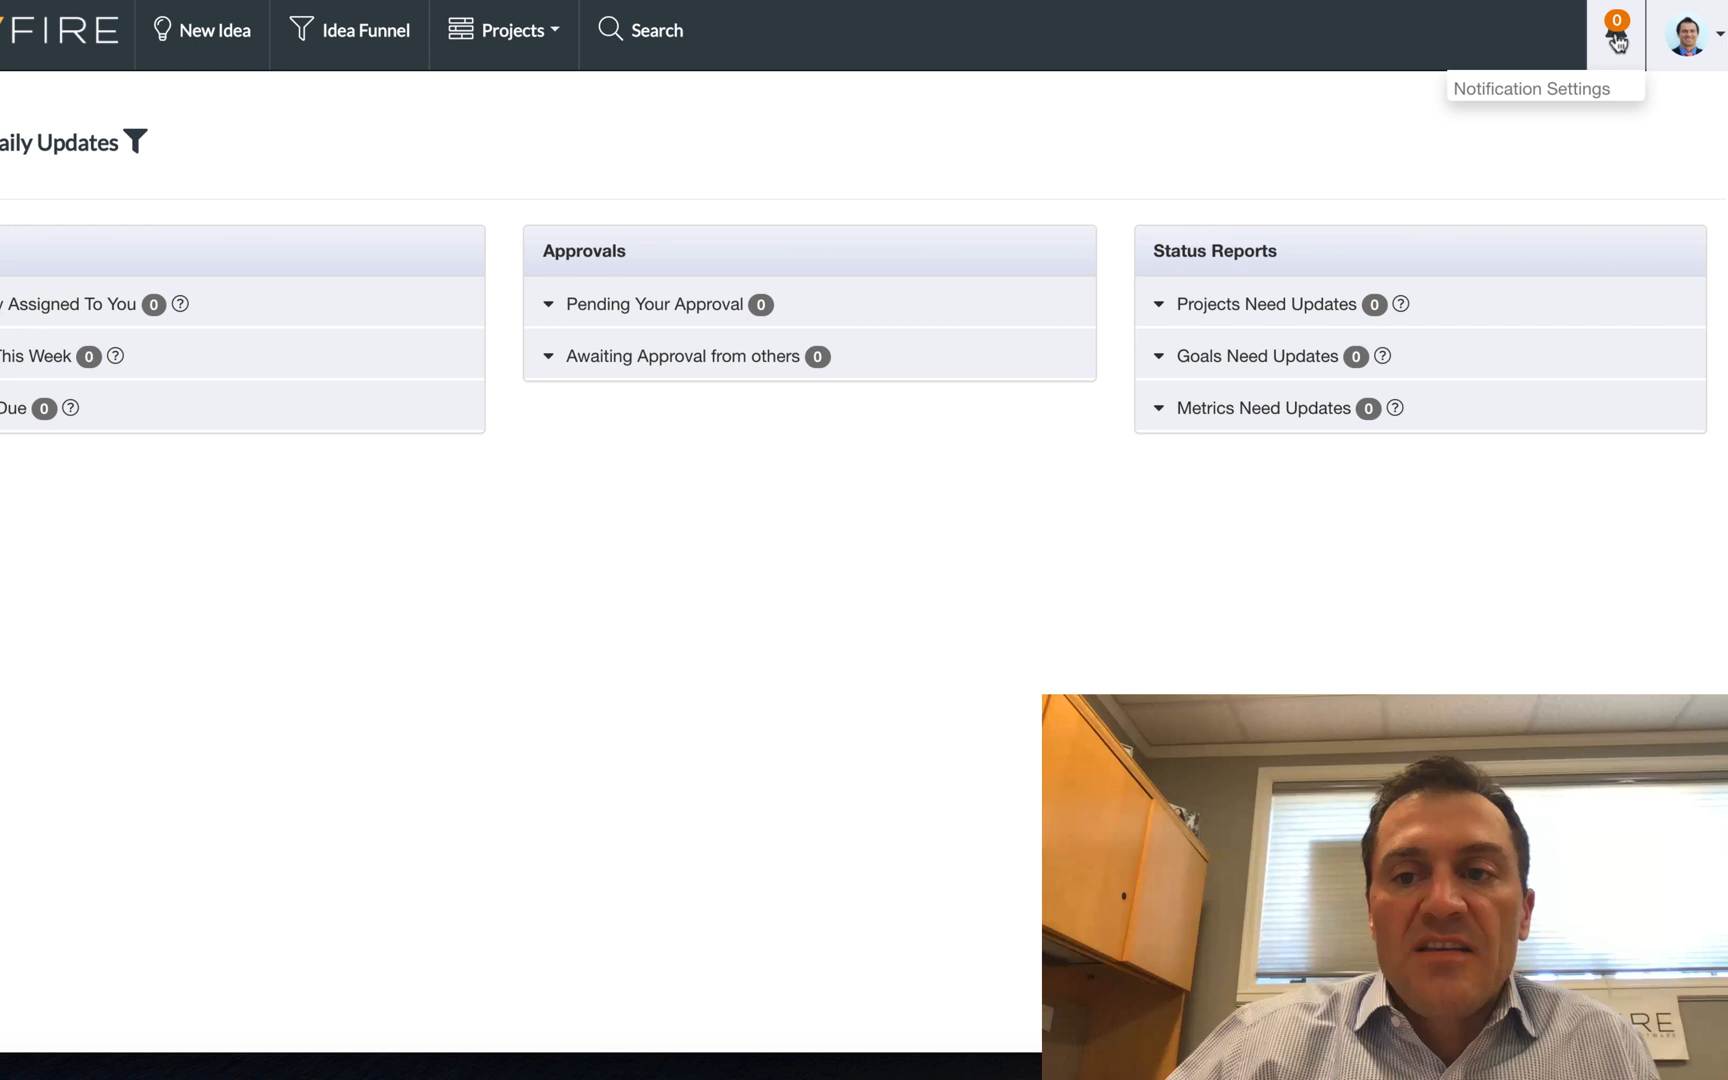 FIRE
New Idea
Idea Funnel
Projects
Search
0
Notification Settings
aily Updates
y Assigned To You 0 ?
This Week 0 ?
Due 0 ?
Approvals
Pending Your Approval 0
Awaiting Approval from others 0
Status Reports
Projects Need Updates 0 ?
Goals Need Updates 0 ?
Metrics Need Updates 0 ?
RE